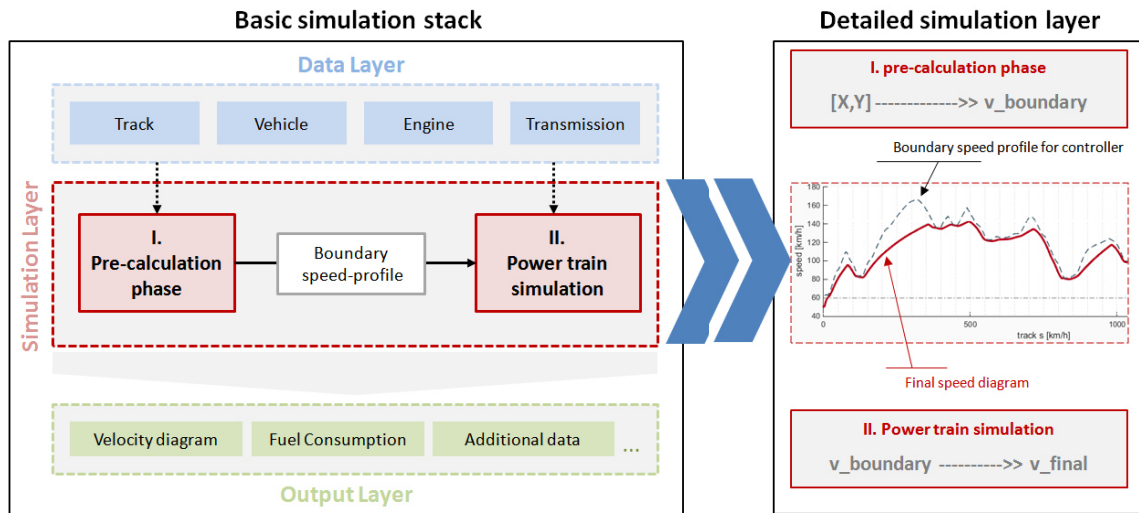 Basic simulation stack
Data Layer
Track
Vehicle
Engine
Transmission
Simulation Layer
I.
Pre-calculation
phase
Boundary
speed-profile
II.
Power train
simulation
Velocity diagram
Fuel Consumption
Additional data
...
Output Layer
Detailed simulation layer
I. pre-calculation phase
[X,Y] ------------->> v_boundary
Boundary speed profile for controller
180
160
140
120
100
80
60
40
speed [km/h]
0
500
1000
track s [km/h]
Final speed diagram
II. Power train simulation
v_boundary ---------->> v_final